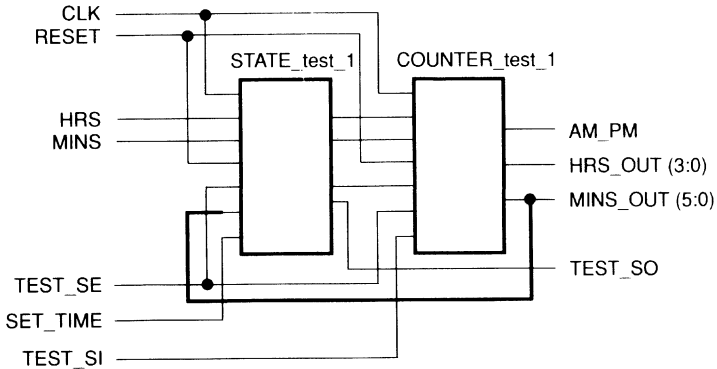 CLK
RESET
STATE_test_1
COUNTER_test_1
HRS
MINS
AM_PM
HRS_OUT (3:0)
MINS_OUT (5:0)
TEST_SO
TEST_SE
SET_TIME
TEST_SI